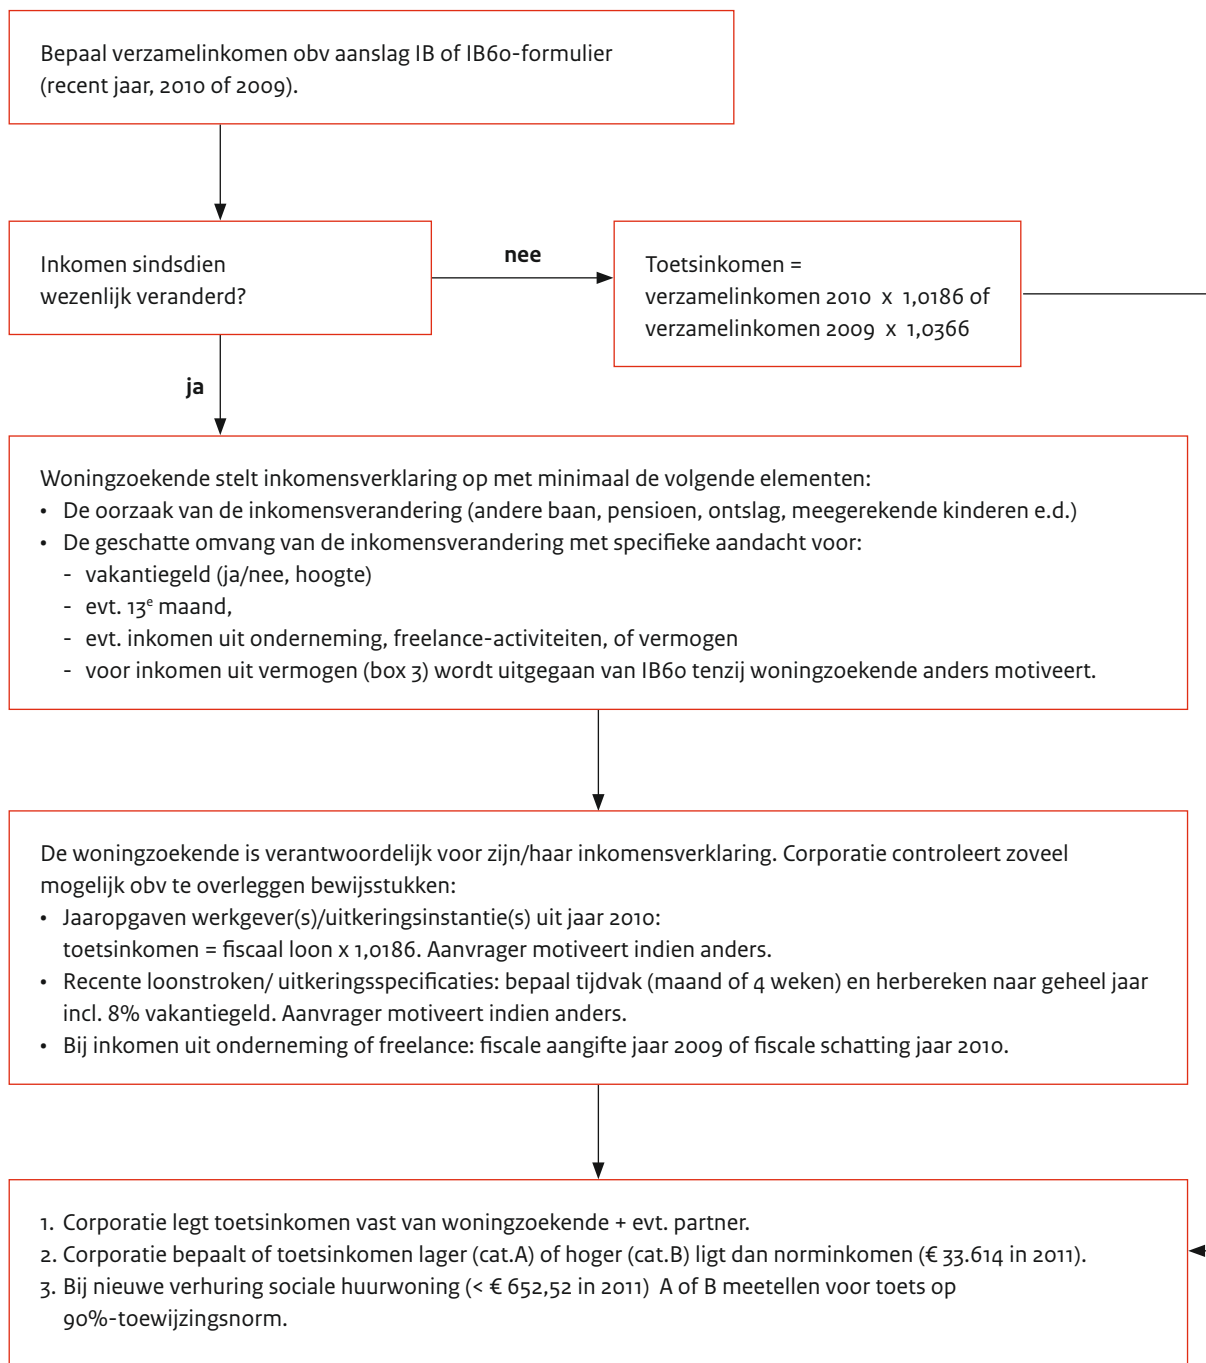 Bepaal verzamelinkomen obv aanslag IB of IB60-formulier
(recent jaar, 2010 of 2009).
Inkomen sindsdien
wezenlijk veranderd?
nee
Toetsinkomen =
verzamelinkomen 2010 x 1,0186 of
verzamelinkomen 2009 x 1,0366
ja
Woningzoekende stelt inkomensverklaring op met minimaal de volgende elementen:
• De oorzaak van de inkomensverandering (andere baan, pensioen, ontslag, meegerekende kinderen e.d.)
• De geschatte omvang van de inkomensverandering met specifieke aandacht voor:
- vakantiegeld (ja/nee, hoogte)
- evt. 13e maand,
- evt. inkomen uit onderneming, freelance-activiteiten, of vermogen
- voor inkomen uit vermogen (box 3) wordt uitgegaan van IB60 tenzij woningzoekende anders motiveert.
De woningzoekende is verantwoordelijk voor zijn/haar inkomensverklaring. Corporatie controleert zoveel
mogelijk obv te overleggen bewijsstukken:
• Jaaropgaven werkgever(s)/uitkeringsinstantie(s) uit jaar 2010:
toetsinkomen = fiscaal loon x 1,0186. Aanvrager motiveert indien anders.
• Recente loonstroken/ uitkeringsspecificaties: bepaal tijdvak (maand of 4 weken) en herbereken naar geheel jaar
incl. 8% vakantiegeld. Aanvrager motiveert indien anders.
• Bij inkomen uit onderneming of freelance: fiscale aangifte jaar 2009 of fiscale schatting jaar 2010.
1. Corporatie legt toetsinkomen vast van woningzoekende + evt. partner.
2. Corporatie bepaalt of toetsinkomen lager (cat.A) of hoger (cat.B) ligt dan norminkomen (€ 33.614 in 2011).
3. Bij nieuwe verhuring sociale huurwoning (< € 652,52 in 2011) A of B meetellen voor toets op
90%-toewijzingsnorm.